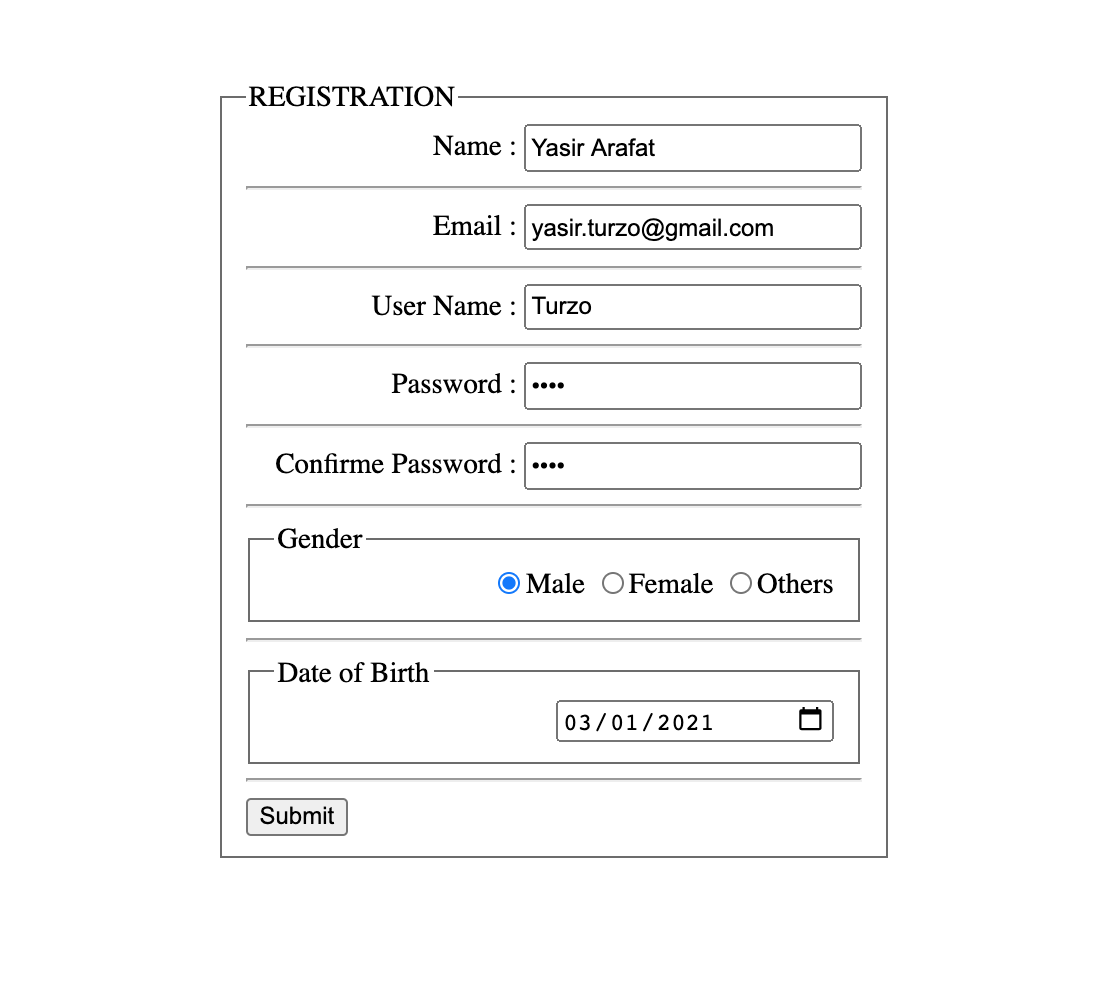 REGISTRATION
Name : Yasir Arafat
Email : yasir.turzo@gmail.com
User Name : Turzo
Password : ••••
Confirme Password : ••••
Gender
Male Female Others
Date of Birth
03/01/2021
Submit